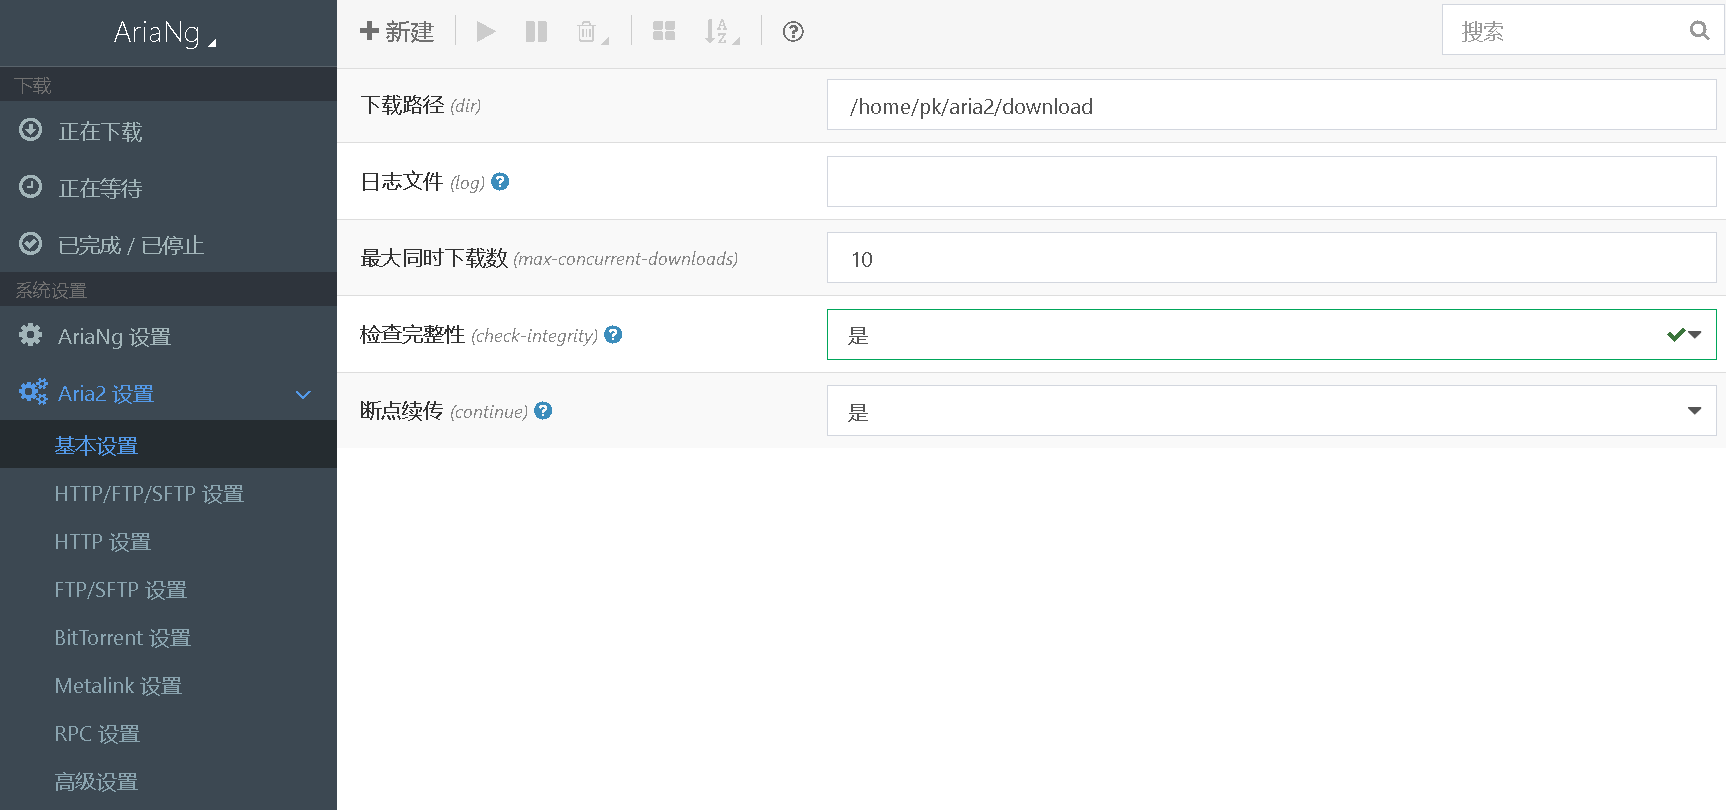 AriaNg
新建
搜索
下载
正在下载
正在等待
已完成 / 已停止
系统设置
AriaNg 设置
Aria2 设置
基本设置
HTTP/FTP/SFTP 设置
HTTP 设置
FTP/SFTP 设置
BitTorrent 设置
Metalink 设置
RPC 设置
高级设置
下载路径 (dir)
/home/pk/aria2/download
日志文件 (log)
最大同时下载数 (max-concurrent-downloads)
10
检查完整性 (check-integrity)
是
断点续传 (continue)
是